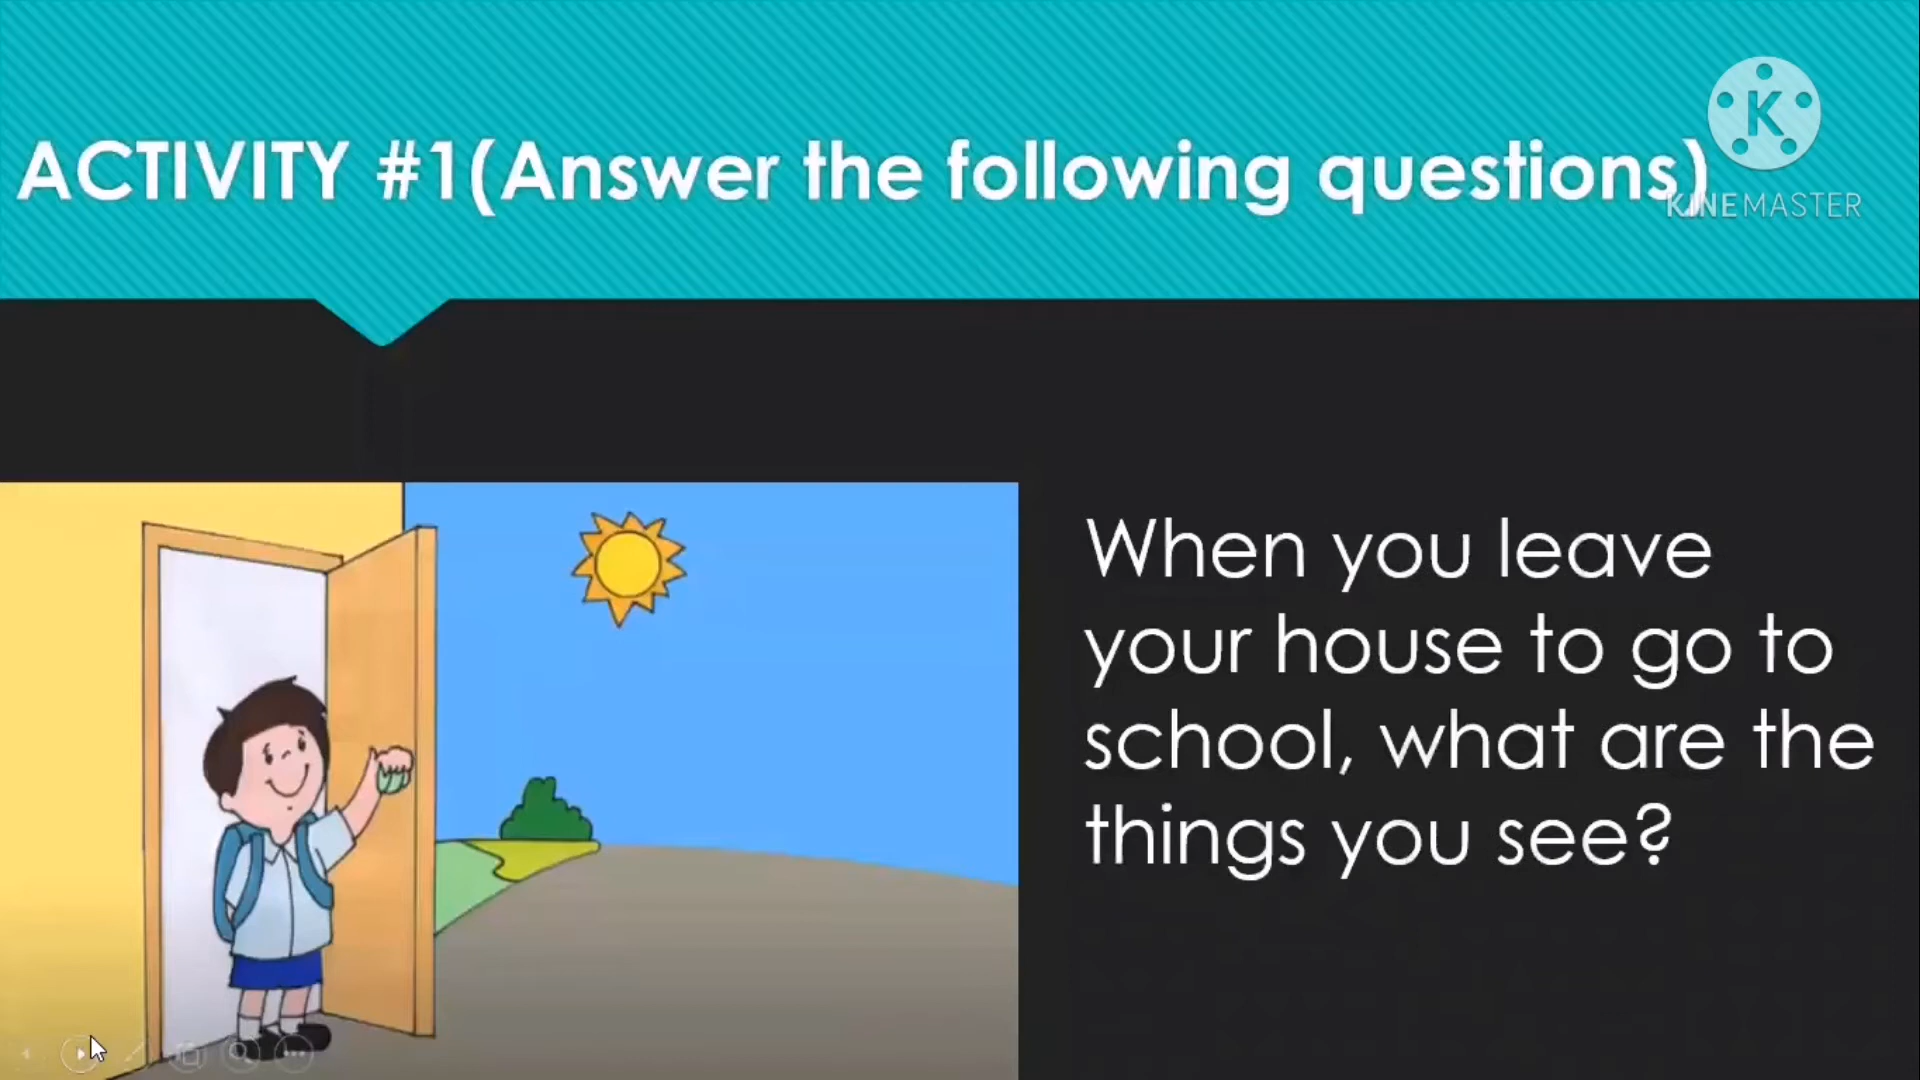 ACTIVITY #1(Answer the following questions)
K
KINEMASTER
When you leave
your house to go to
school, what are the
things you see?